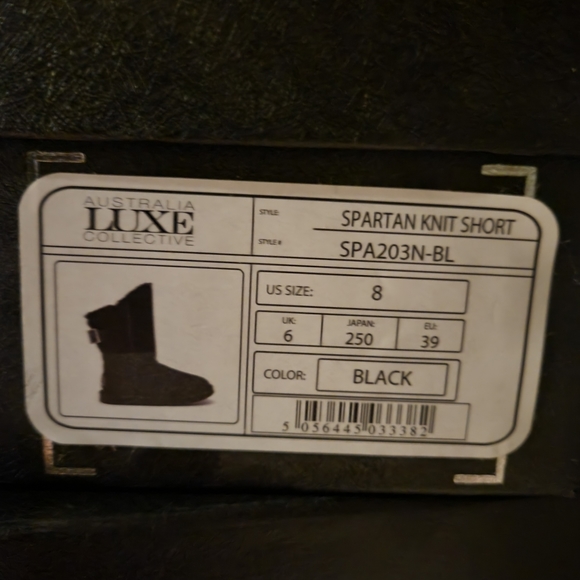 AUSTRALIA
LUXE
COLLECTIVE
STYLE: SPARTAN KNIT SHORT
STYLE # SPA203N-BL
US SIZE: 8
UK: JAPAN: EU:
6 250 39
COLOR: BLACK
5 056445 033382